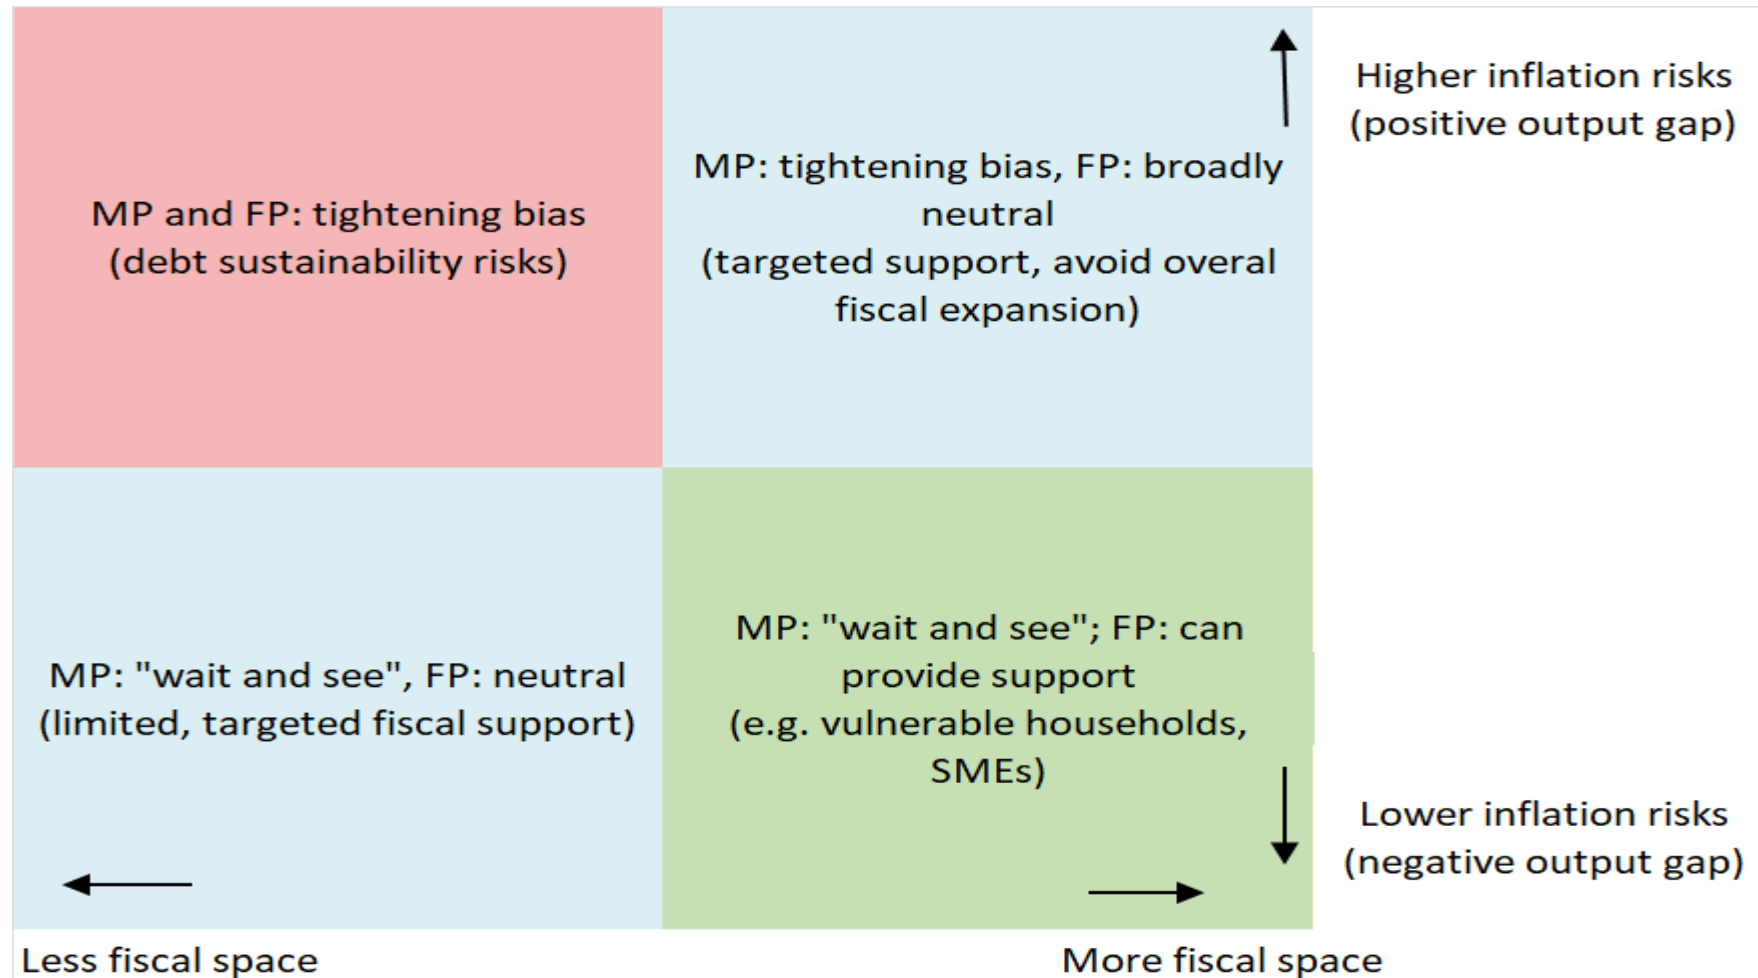 Higher inflation risks
(positive output gap)
MP and FP: tightening bias
(debt sustainability risks)
MP: tightening bias, FP: broadly
neutral
(targeted support, avoid overal
fiscal expansion)
MP: "wait and see", FP: neutral
(limited, targeted fiscal support)
MP: "wait and see"; FP: can
provide support
(e.g. vulnerable households,
SMEs)
Lower inflation risks
(negative output gap)
Less fiscal space
More fiscal space